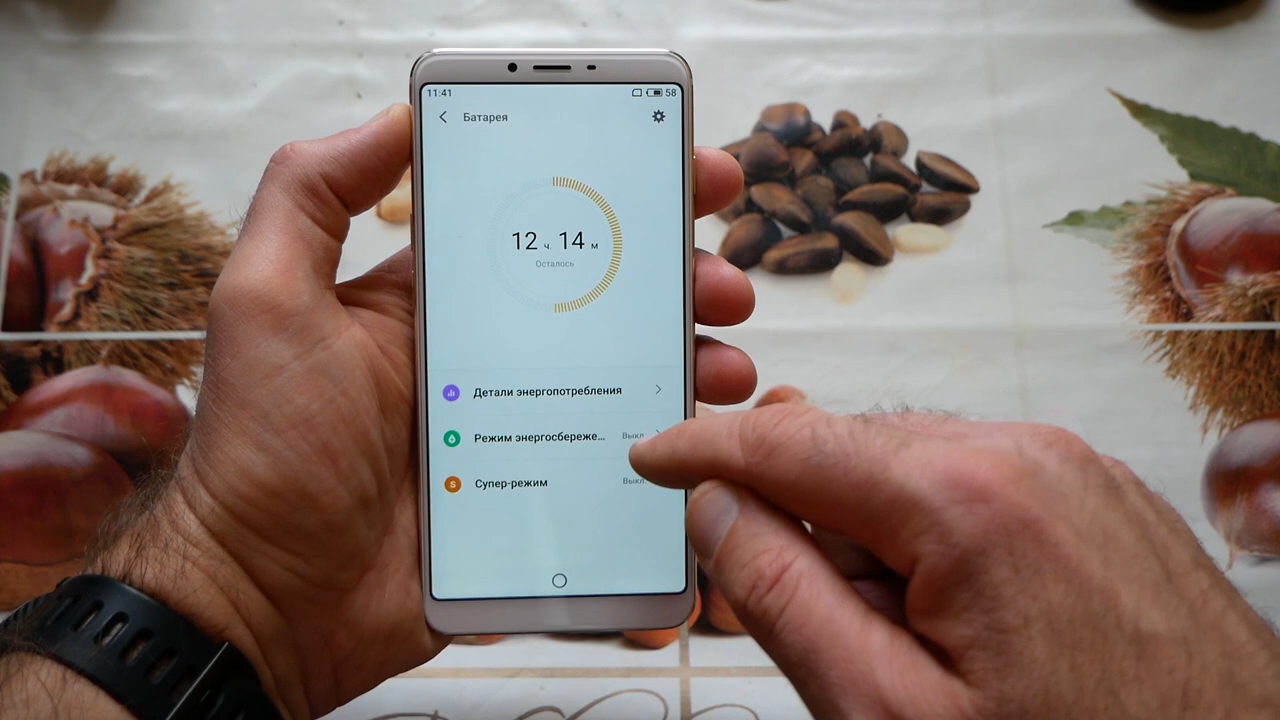 11:41 58
Батарея
12 ч. 14 м
Осталось
Детали энергопотребления
Режим энергосбереже... Выкл.
Супер-режим Выкл.